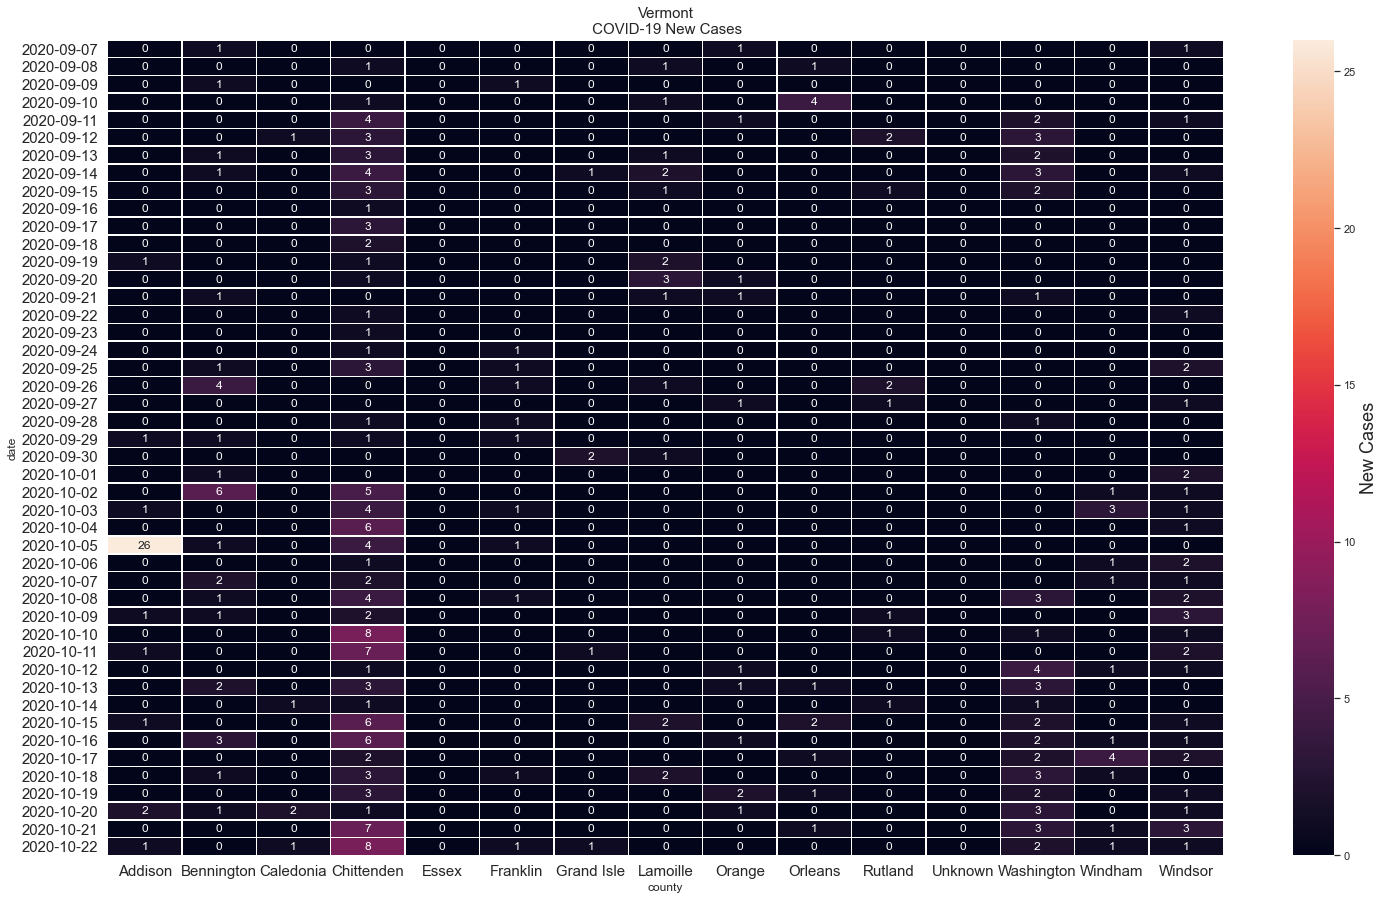 Vermont
COVID-19 New Cases
2020-09-07 0 1 0 0 0 0 0 0 1 0 0 0 0 0 1
2020-09-08 0 0 0 1 0 0 0 1 0 1 0 0 0 0 0
2020-09-09 0 1 0 0 0 1 0 0 0 0 0 0 0 0 0
2020-09-10 0 0 0 1 0 0 0 1 0 4 0 0 0 0 0
2020-09-11 0 0 0 4 0 0 0 0 1 0 0 0 2 0 1
2020-09-12 0 0 1 3 0 0 0 0 0 0 2 0 3 0 0
2020-09-13 0 1 0 3 0 0 0 1 0 0 0 0 2 0 0
2020-09-14 0 1 0 4 0 0 1 2 0 0 0 0 3 0 1
2020-09-15 0 0 0 3 0 0 0 1 0 0 1 0 2 0 0
2020-09-16 0 0 0 1 0 0 0 0 0 0 0 0 0 0 0
2020-09-17 0 0 0 3 0 0 0 0 0 0 0 0 0 0 0
2020-09-18 0 0 0 2 0 0 0 0 0 0 0 0 0 0 0
2020-09-19 1 0 0 1 0 0 0 2 0 0 0 0 0 0 0
2020-09-20 0 0 0 1 0 0 0 3 1 0 0 0 0 0 0
2020-09-21 0 1 0 0 0 0 0 1 1 0 0 0 1 0 0
2020-09-22 0 0 0 1 0 0 0 0 0 0 0 0 0 0 1
2020-09-23 0 0 0 1 0 0 0 0 0 0 0 0 0 0 0
2020-09-24 0 0 0 1 0 1 0 0 0 0 0 0 0 0 0
2020-09-25 0 1 0 3 0 1 0 0 0 0 0 0 0 0 2
2020-09-26 0 4 0 0 0 1 0 1 0 0 2 0 0 0 0
2020-09-27 0 0 0 0 0 0 0 0 1 0 1 0 0 0 1
2020-09-28 0 0 0 1 0 1 0 0 0 0 0 0 1 0 0
2020-09-29 1 1 0 1 0 1 0 0 0 0 0 0 0 0 0
2020-09-30 0 0 0 0 0 0 2 1 0 0 0 0 0 0 0
2020-10-01 0 1 0 0 0 0 0 0 0 0 0 0 0 0 2
2020-10-02 0 6 0 5 0 0 0 0 0 0 0 0 0 1 1
2020-10-03 1 0 0 4 0 1 0 0 0 0 0 0 0 3 1
2020-10-04 0 0 0 6 0 0 0 0 0 0 0 0 0 0 1
2020-10-05 26 1 0 4 0 1 0 0 0 0 0 0 0 0 0
2020-10-06 0 0 0 1 0 0 0 0 0 0 0 0 0 1 2
2020-10-07 0 2 0 2 0 0 0 0 0 0 0 0 0 1 1
2020-10-08 0 1 0 4 0 1 0 0 0 0 0 0 3 0 2
2020-10-09 1 1 0 2 0 0 0 0 0 0 1 0 0 0 3
2020-10-10 0 0 0 8 0 0 0 0 0 0 1 0 1 0 1
2020-10-11 1 0 0 7 0 0 1 0 0 0 0 0 0 0 2
2020-10-12 0 0 0 1 0 0 0 0 1 0 0 0 4 1 1
2020-10-13 0 2 0 3 0 0 0 0 1 1 0 0 3 0 0
2020-10-14 0 0 1 1 0 0 0 0 0 0 1 0 1 0 0
2020-10-15 1 0 0 6 0 0 0 2 0 2 0 0 2 0 1
2020-10-16 0 3 0 6 0 0 0 0 1 0 0 0 2 1 1
2020-10-17 0 0 0 2 0 0 0 0 0 1 0 0 2 4 2
2020-10-18 0 1 0 3 0 1 0 2 0 0 0 0 3 1 0
2020-10-19 0 0 0 3 0 0 0 0 2 1 0 0 2 0 1
2020-10-20 2 1 2 1 0 0 0 0 1 0 0 0 3 0 1
2020-10-21 0 0 0 7 0 0 0 0 0 1 0 0 3 1 3
2020-10-22 1 0 1 8 0 1 1 0 0 0 0 0 2 1 1
Addison Bennington Caledonia Chittenden Essex Franklin Grand Isle Lamoille Orange Orleans Rutland Unknown Washington Windham Windsor
county
date
25
20
15
10
5
0
New Cases